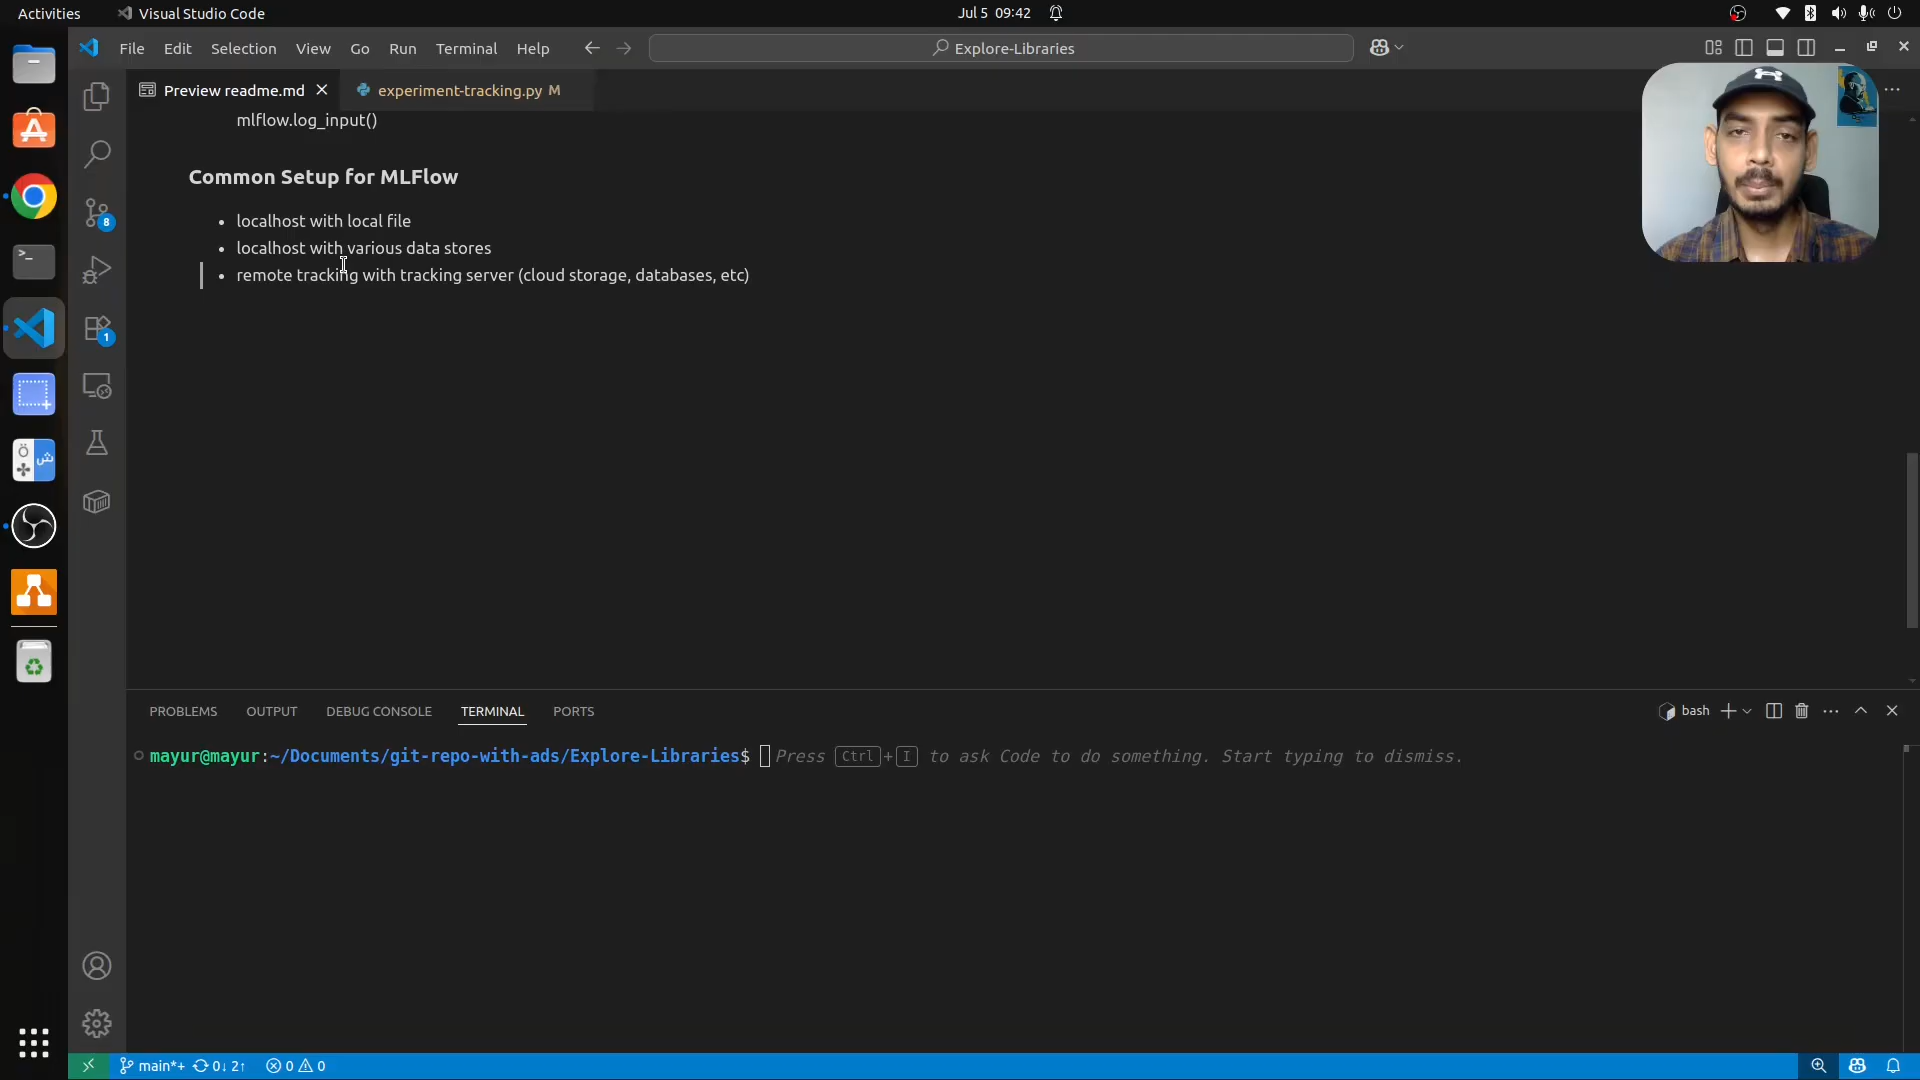 Activities
Visual Studio Code
Jul 5 09:42
File Edit Selection View Go Run Terminal Help
Explore-Libraries
Preview readme.md
experiment-tracking.py M
mlflow.log_input()
Common Setup for MLFlow
• localhost with local file
• localhost with various data stores
• remote tracking with tracking server (cloud storage, databases, etc)
8
1
PROBLEMS OUTPUT DEBUG CONSOLE TERMINAL PORTS
bash
mayur@mayur:~/Documents/git-repo-with-ads/Explore-Libraries$ Press Ctrl+I to ask Code to do something. Start typing to dismiss.
main*+ 0↓ 2↑ 0 0